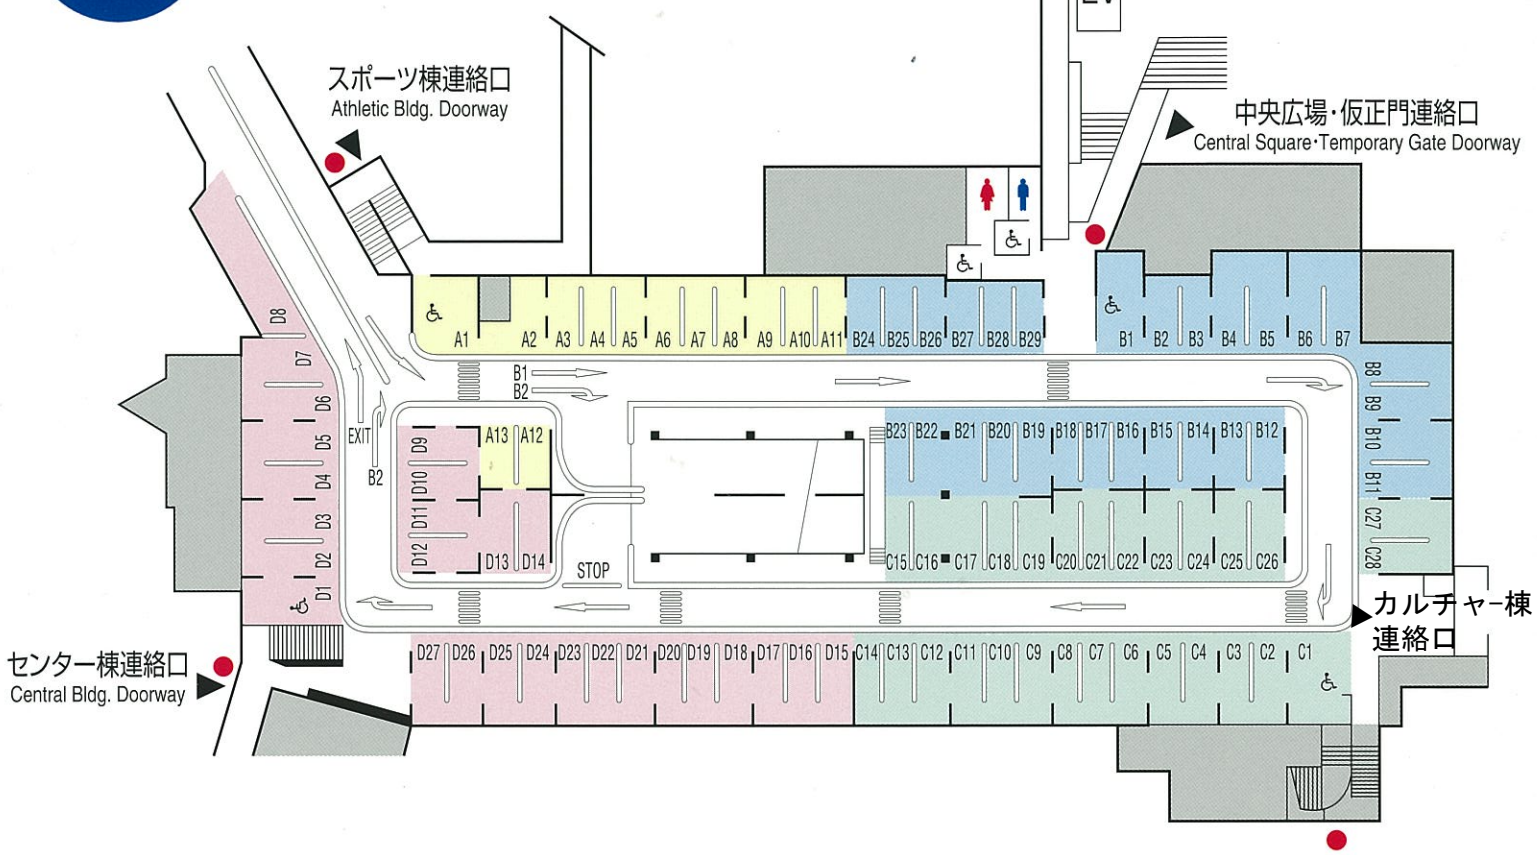 スポーツ棟連絡口
Athletic Bldg. Doorway
中央広場・仮正門連絡口
Central Square・Temporary Gate Doorway
A1 A2 A3 A4 A5 A6 A7 A8 A9 A10 A11 B24 B25 B26 B27 B28 B29 B1 B2 B3 B4 B5 B6 B7
D8
D7
D6
D5
D4
D3
D2
D1
B1
B2
EXIT
B2
B8
B9
B10
B11
C27
C28
D9
D10
D11
D12
A13 A12
D13 D14
B23 B22 B21 B20 B19 B18 B17 B16 B15 B14 B13 B12
C15 C16 C17 C18 C19 C20 C21 C22 C23 C24 C25 C26
STOP
カルチャー棟
連絡口
センター棟連絡口
Central Bldg. Doorway
D27 D26 D25 D24 D23 D22 D21 D20 D19 D18 D17 D16 D15 C14 C13 C12 C11 C10 C9 C8 C7 C6 C5 C4 C3 C2 C1